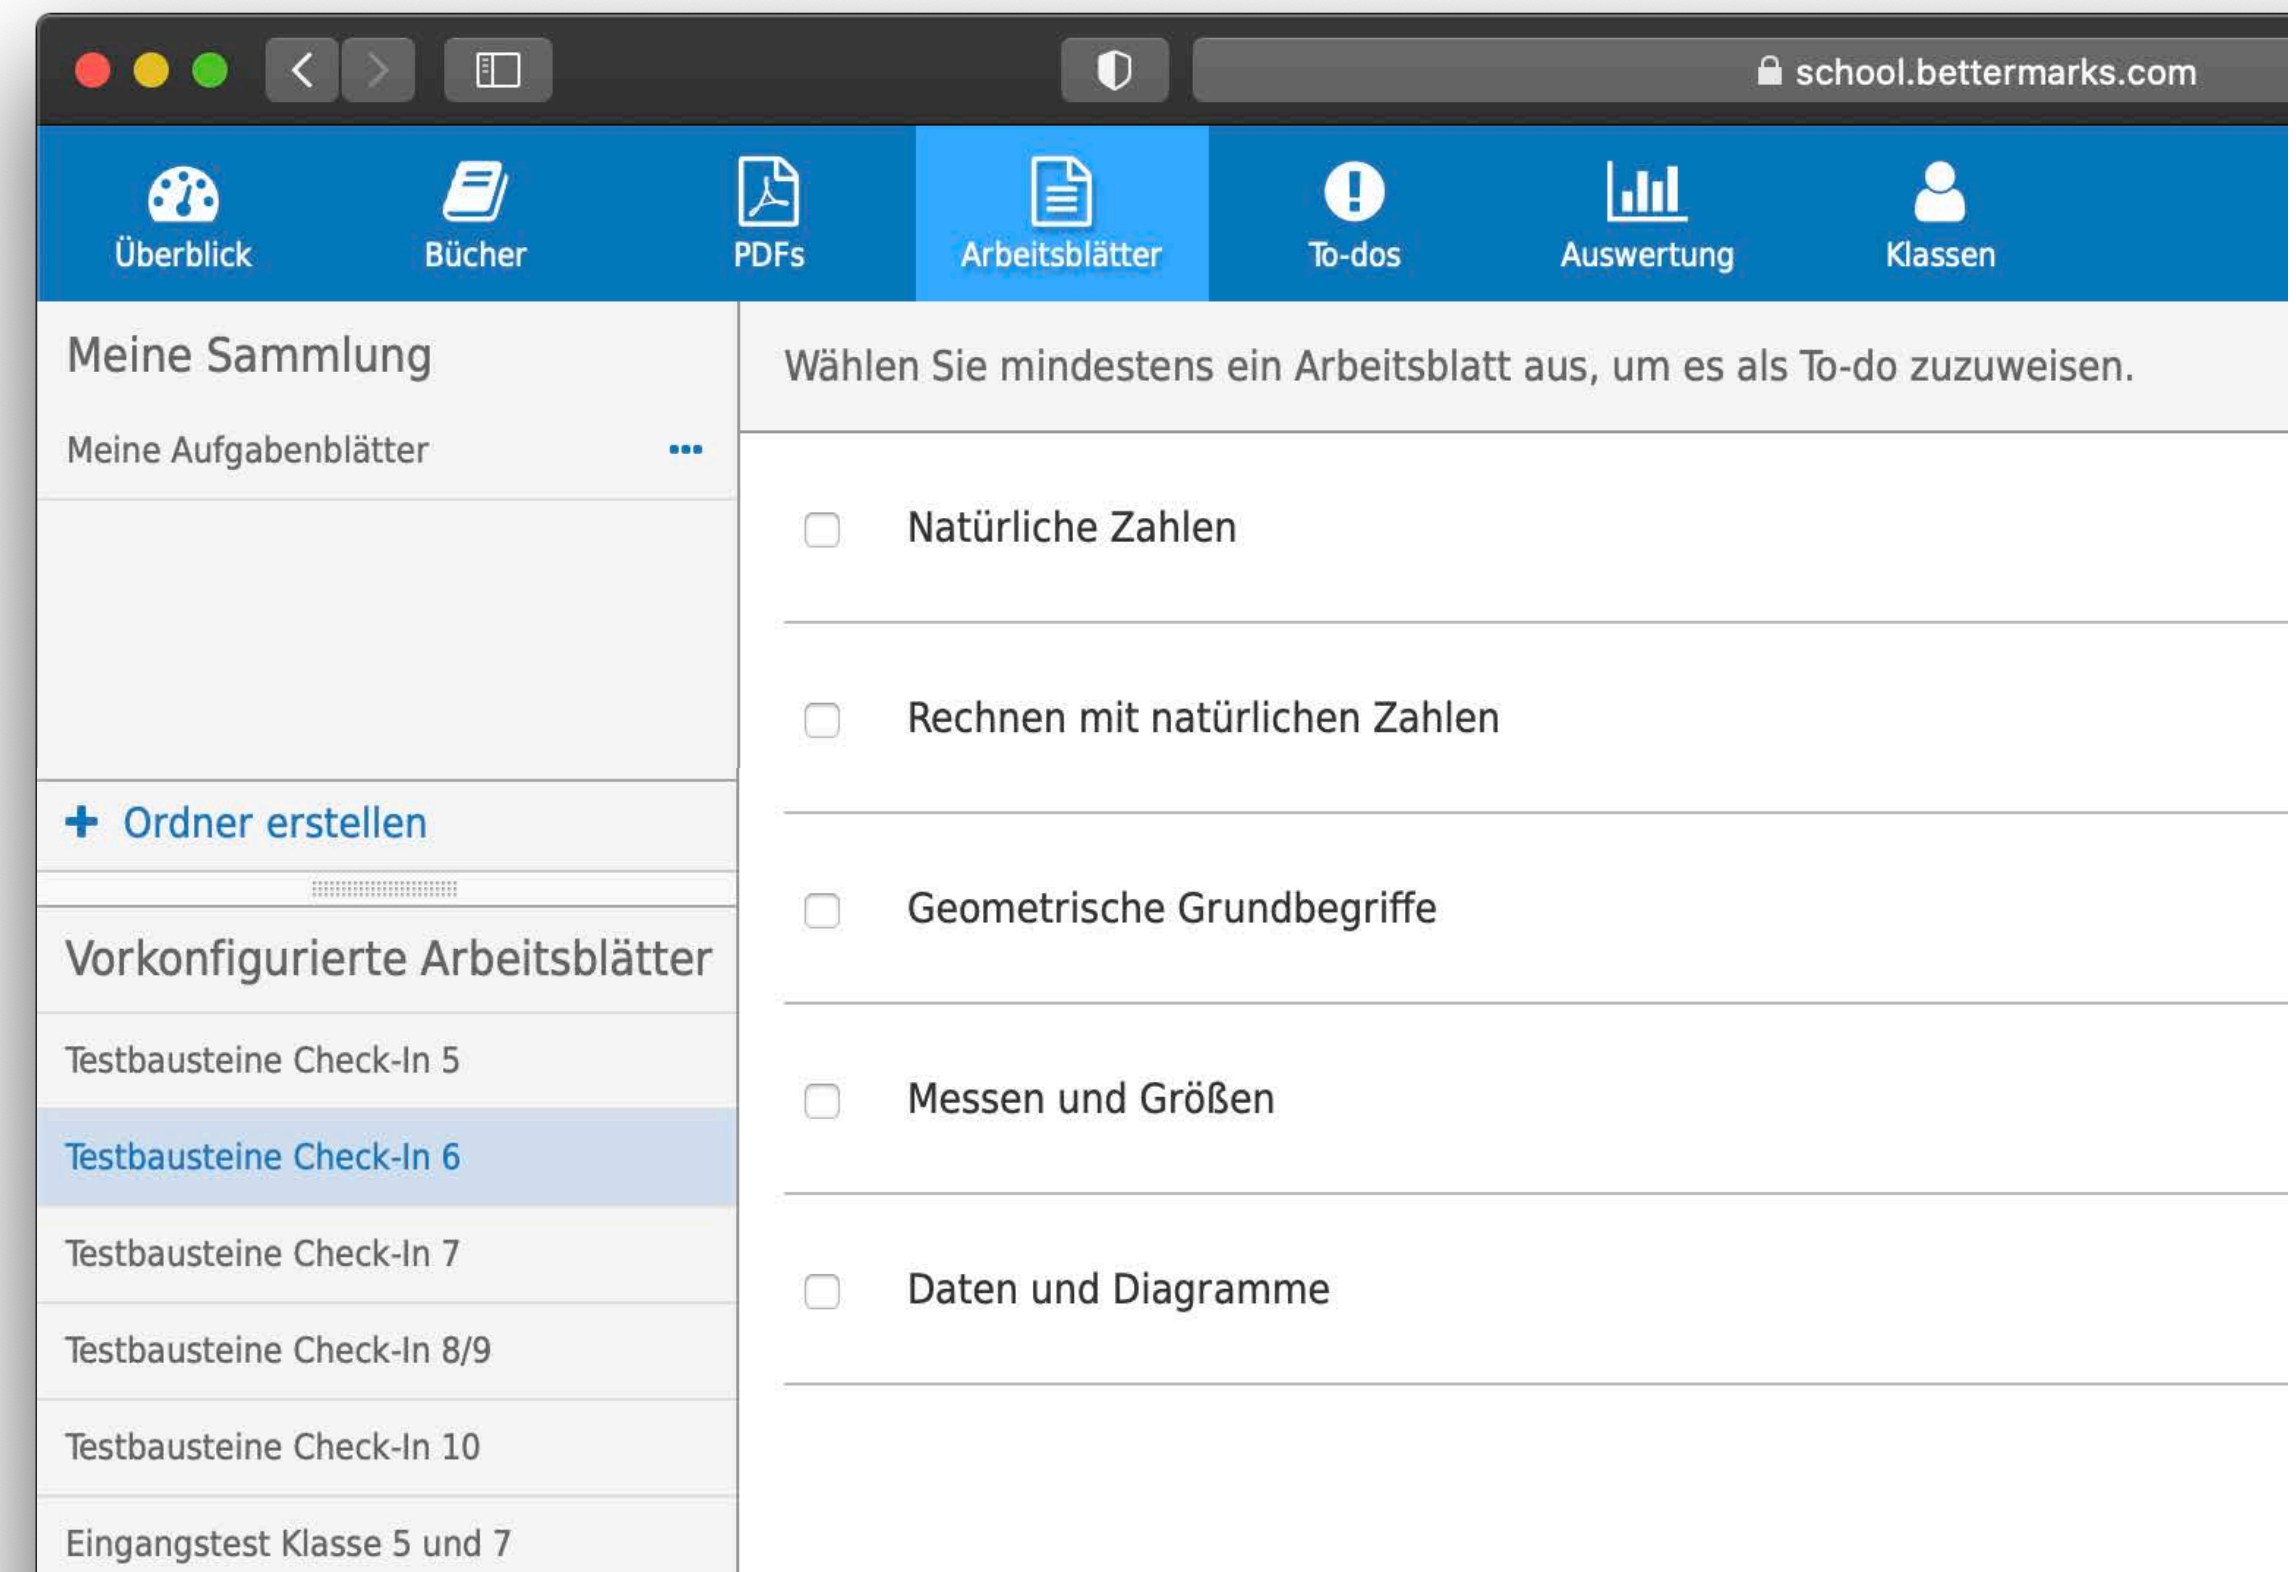 school.bettermarks.com
Überblick
Bücher
PDFs
Arbeitsblätter
To-dos
Auswertung
Klassen
Meine Sammlung
Meine Aufgabenblätter
Ordner erstellen
Vorkonfigurierte Arbeitsblätter
Testbausteine Check-In 5
Testbausteine Check-In 6
Testbausteine Check-In 7
Testbausteine Check-In 8/9
Testbausteine Check-In 10
Eingangstest Klasse 5 und 7
Wählen Sie mindestens ein Arbeitsblatt aus, um es als To-do zuzuweisen.
Natürliche Zahlen
Rechnen mit natürlichen Zahlen
Geometrische Grundbegriffe
Messen und Größen
Daten und Diagramme